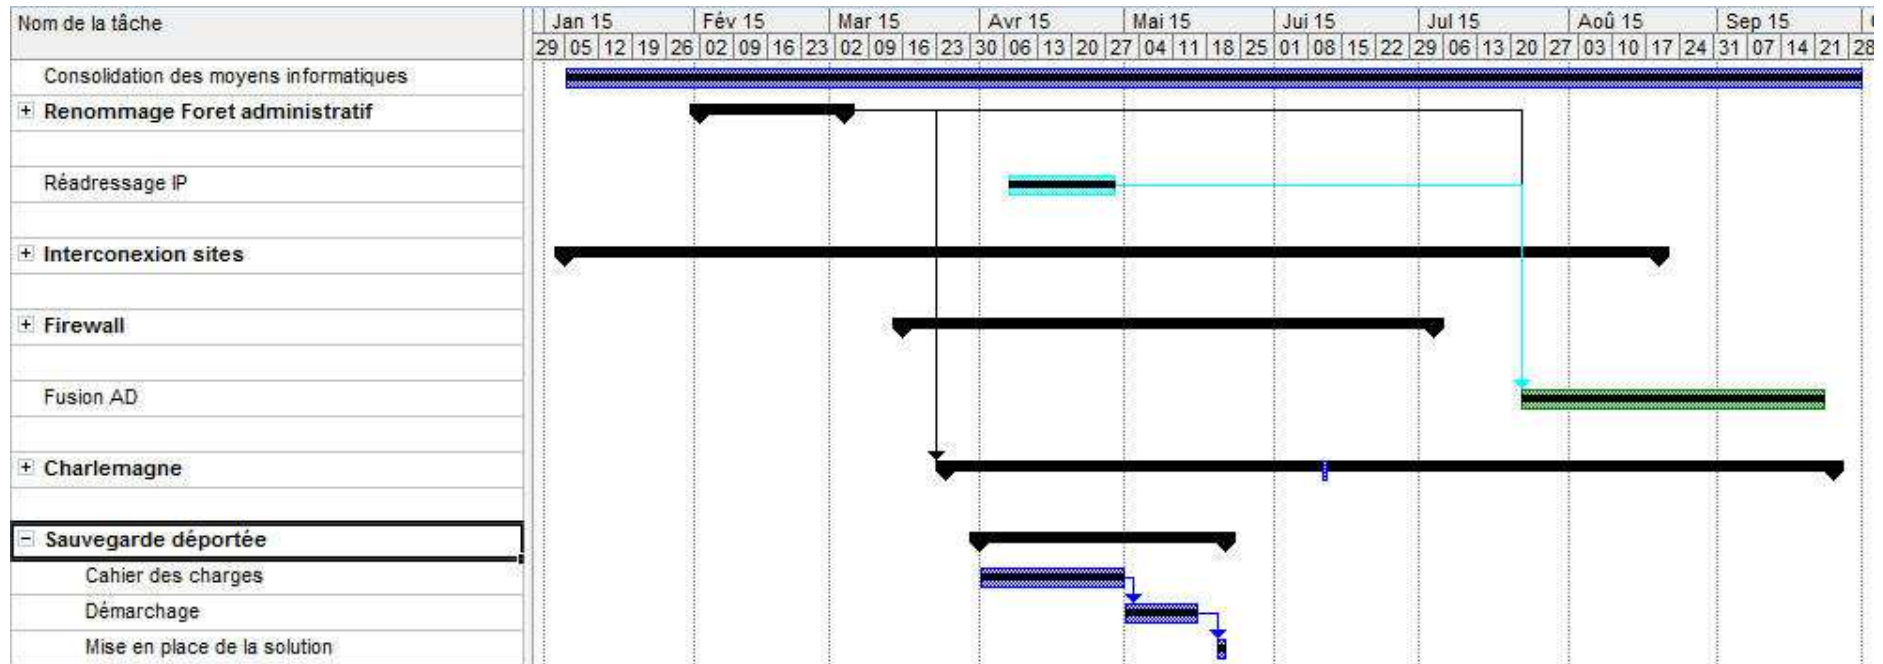 Nom de la tâche
Jan 15 Fév 15 Mar 15 Avr 15 Mai 15 Jui 15 Jul 15 Aoû 15 Sep 15
29 05 12 19 26 02 09 16 23 02 09 16 23 30 06 13 20 27 04 11 18 25 01 08 15 22 29 06 13 20 27 03 10 17 24 31 07 14 21 28
Consolidation des moyens informatiques
Renommage Foret administratif
Réadressage IP
Interconexion sites
Firewall
Fusion AD
Charlemagne
Sauvegarde déportée
Cahier des charges
Démarchage
Mise en place de la solution